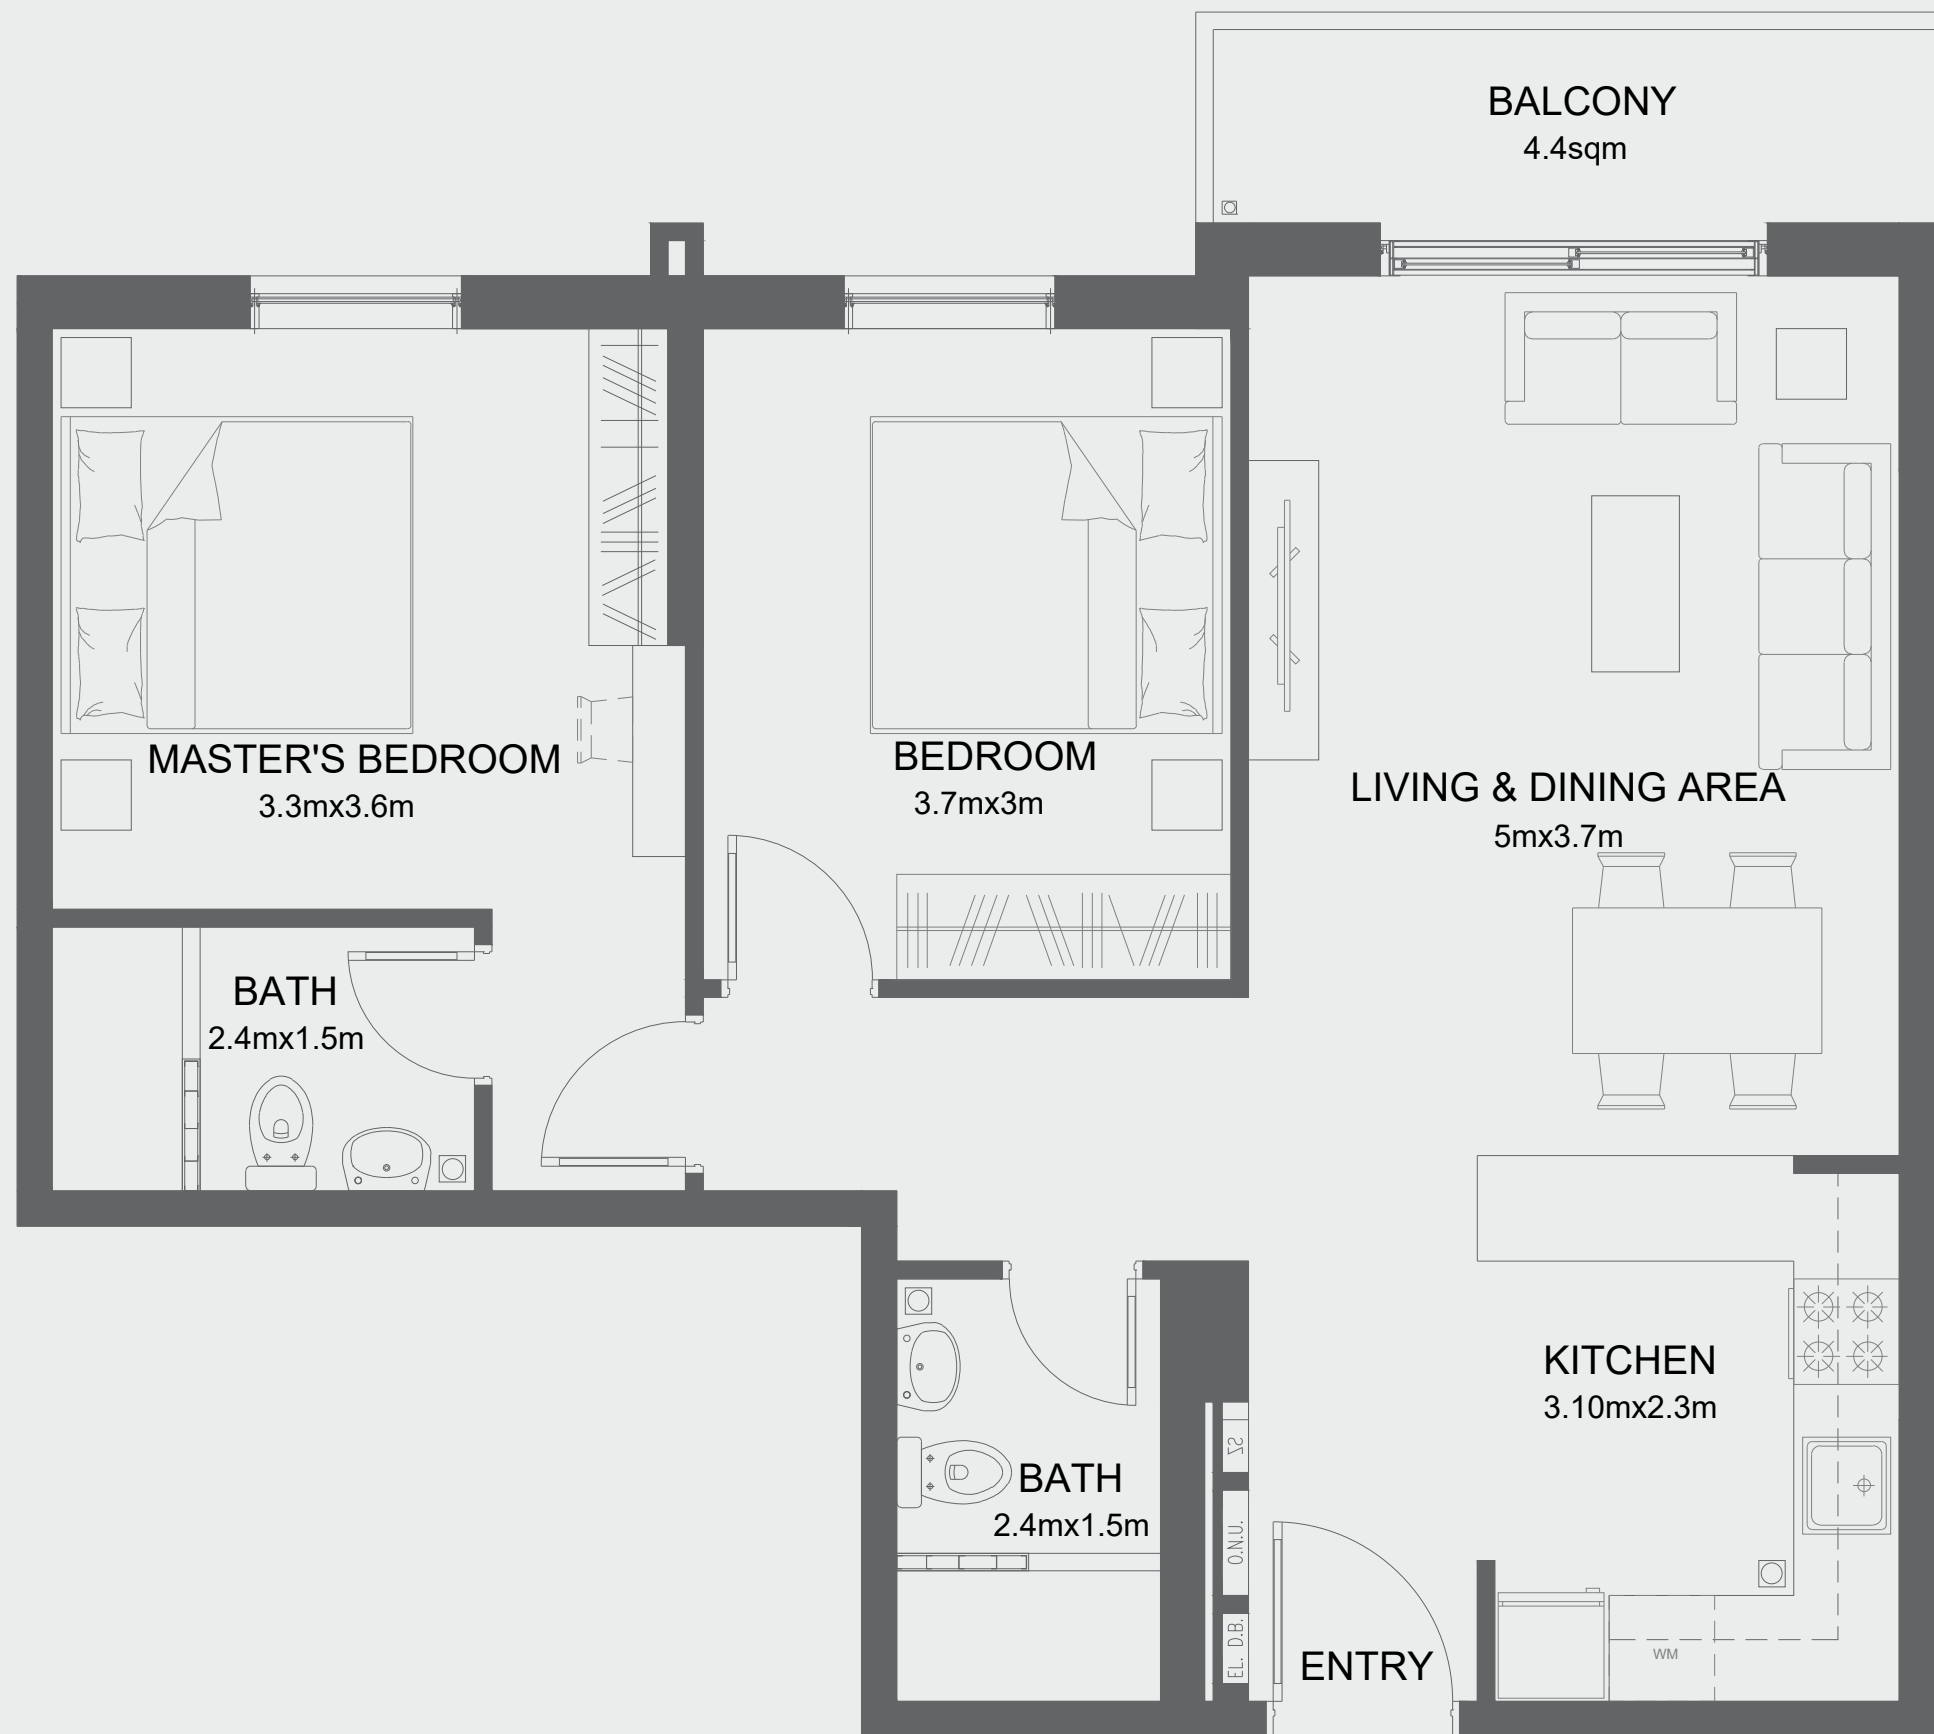 BALCONY
4.4sqm
MASTER'S BEDROOM
3.3mx3.6m
BEDROOM
3.7mx3m
LIVING & DINING AREA
5mx3.7m
BATH
2.4mx1.5m
KITCHEN
3.10mx2.3m
SZ
BATH
2.4mx1.5m
O.N.U.
EL. D.B.
ENTRY
WM